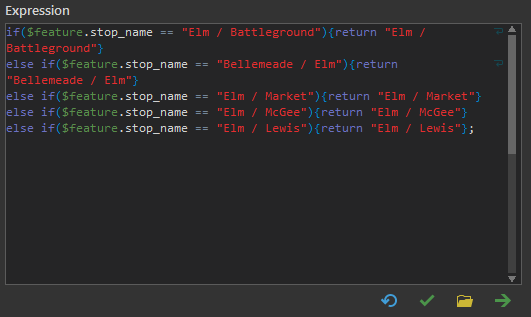 Expression
if($feature.stop_name == "Elm / Battleground"){return "Elm /
Battleground"}
else if($feature.stop_name == "Bellemeade / Elm"){return
"Bellemeade / Elm"}
else if($feature.stop_name == "Elm / Market"){return "Elm / Market"}
else if($feature.stop_name == "Elm / McGee"){return "Elm / McGee"}
else if($feature.stop_name == "Elm / Lewis"){return "Elm / Lewis"};